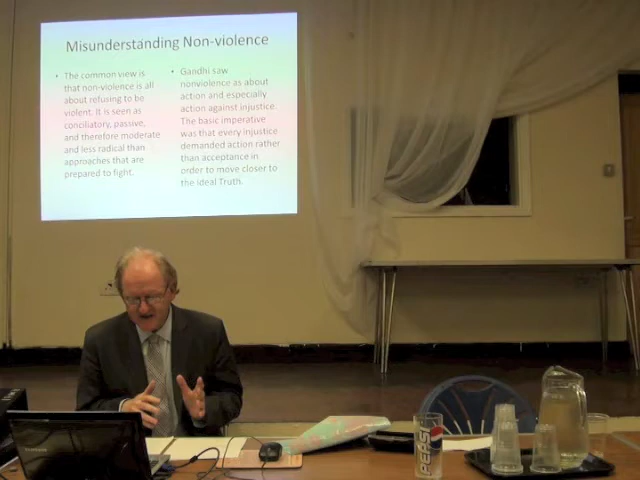 Misunderstanding Non-violence
• The common view is
that non-violence is all
about refusing to be
violent. It is seen as
conciliatory, passive,
and therefore moderate
and less radical than
approaches that are
prepared to fight.
• Gandhi saw
nonviolence as about
action and especially
action against injustice.
The basic imperative
was that every injustice
demanded action rather
than acceptance in
order to move closer to
the ideal Truth.
PEPSI